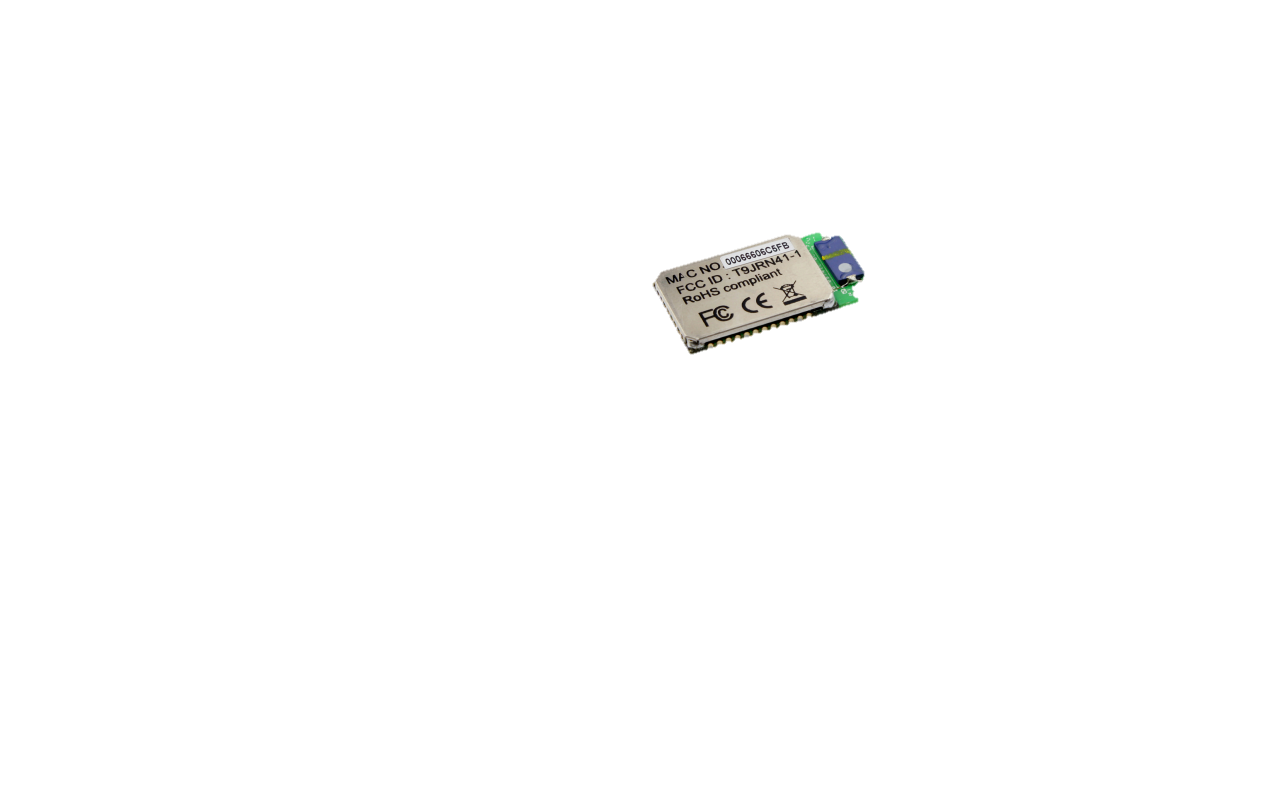 MAC NO. 00066606C5FB
FCC ID : T9JRN41-1
RoHS compliant
FC CE